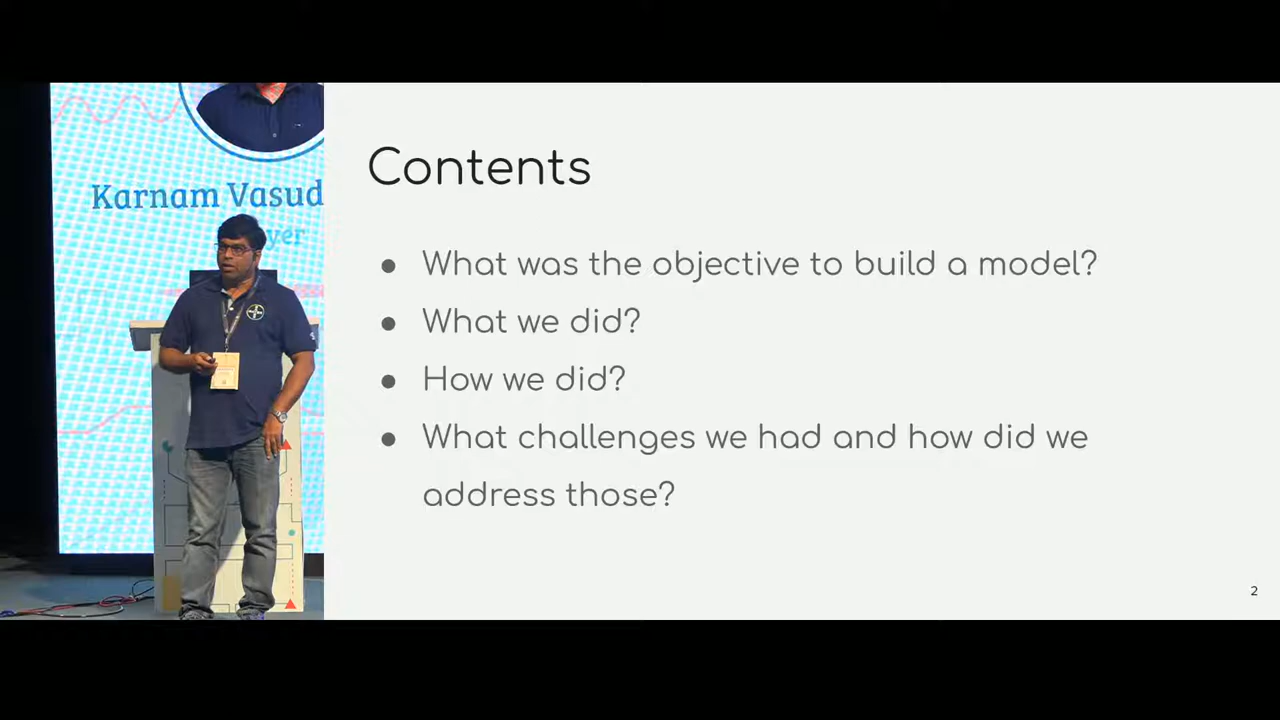 Karnam Vasud
yer
Contents
● What was the objective to build a model?
● What we did?
● How we did?
● What challenges we had and how did we
address those?
2